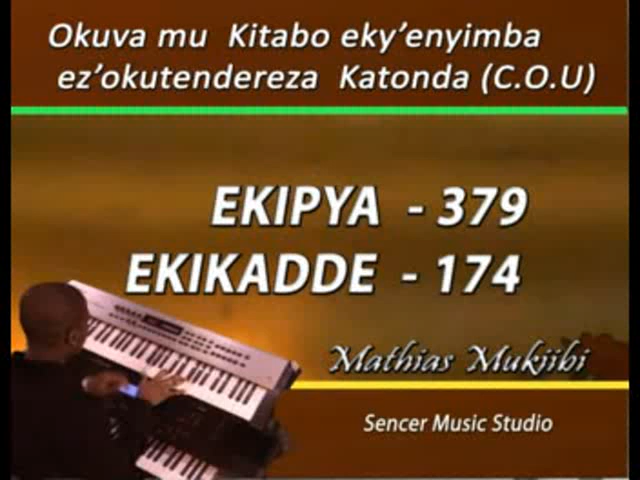 Okuva mu Kitabo eky'enyimba
ez'okutendereza Katonda (C.O.U)
EKIPYA - 379
EKIKADDE - 174
Mathias Mukiibi
Sencer Music Studio